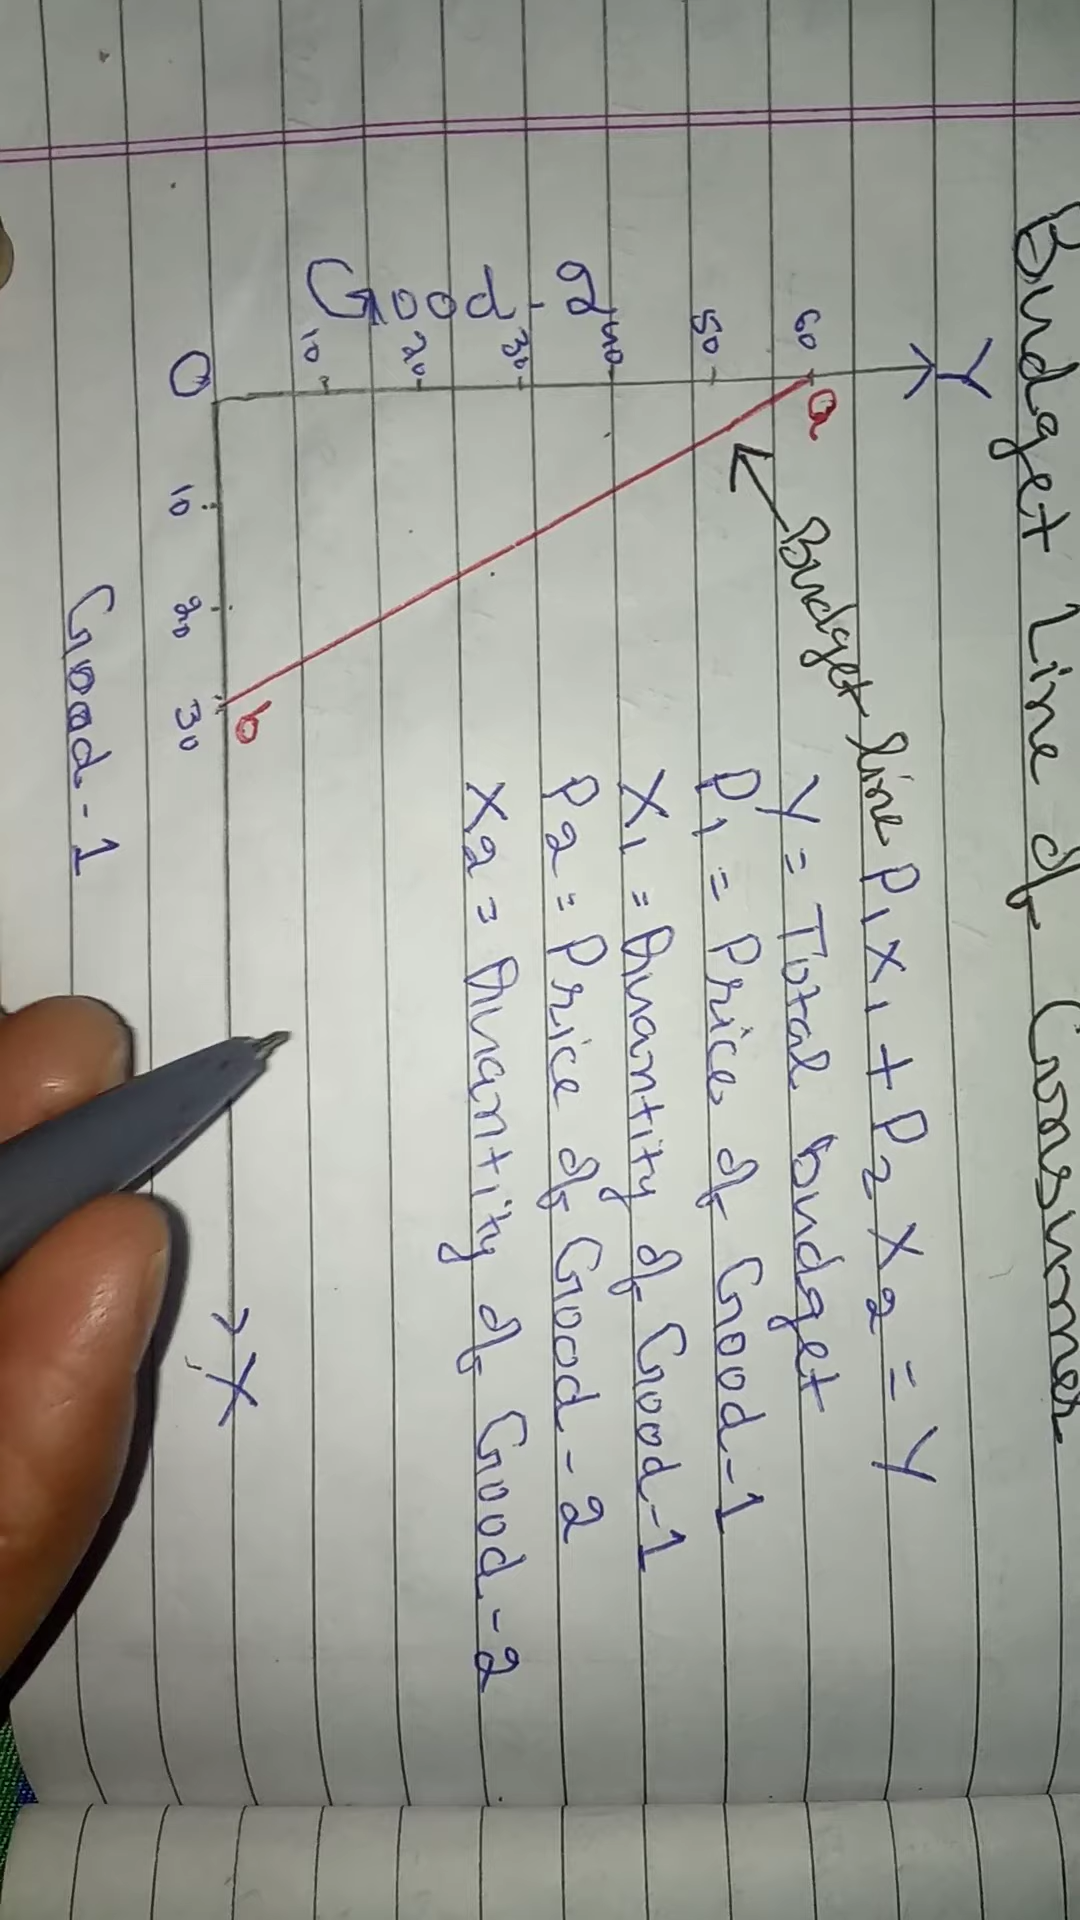 Budget Line of Consumer
Y
60
a
Budget line P1X1 + P2X2 = Y
50
Y = Total budget
40
P1 = Price of Good-1
Good-2
30
X1 = Quantity of Good-1
20
P2 = Price of Good-2
10
X2 = Quantity of Good-2
b
O 10 20 30 X
Good-1